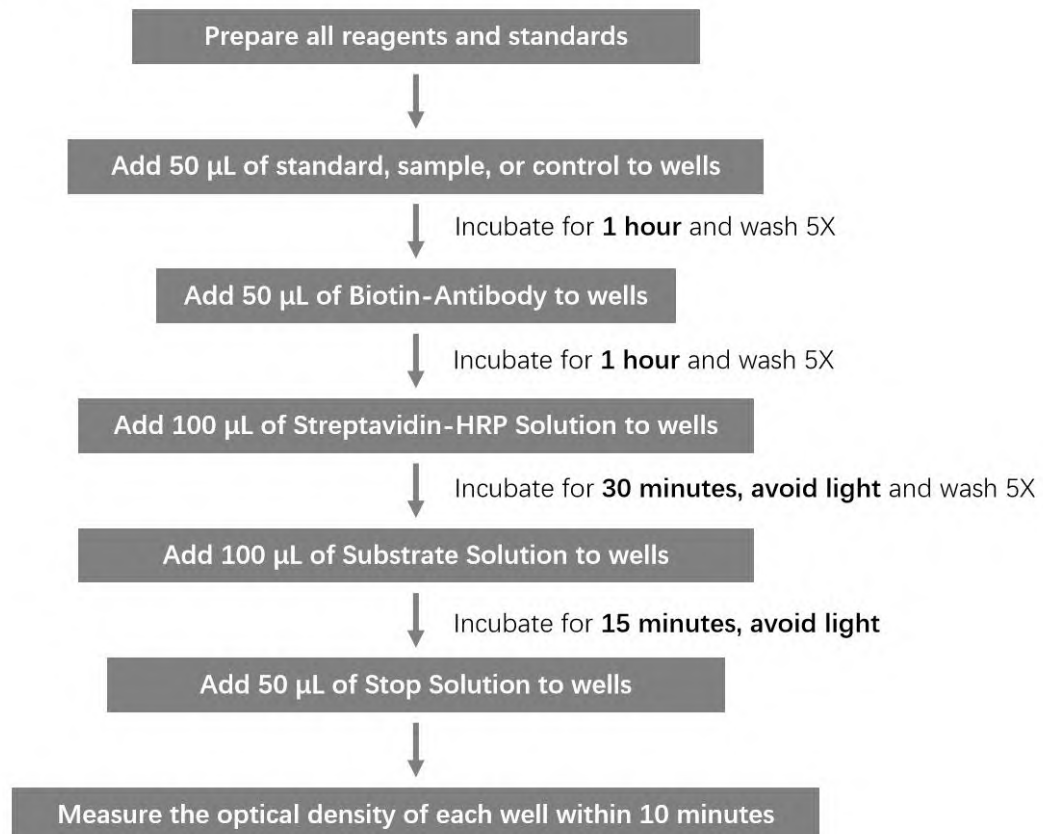 Prepare all reagents and standards
Add 50 μL of standard, sample, or control to wells
Incubate for 1 hour and wash 5X
Add 50 μL of Biotin-Antibody to wells
Incubate for 1 hour and wash 5X
Add 100 μL of Streptavidin-HRP Solution to wells
Incubate for 30 minutes, avoid light and wash 5X
Add 100 μL of Substrate Solution to wells
Incubate for 15 minutes, avoid light
Add 50 μL of Stop Solution to wells
Measure the optical density of each well within 10 minutes